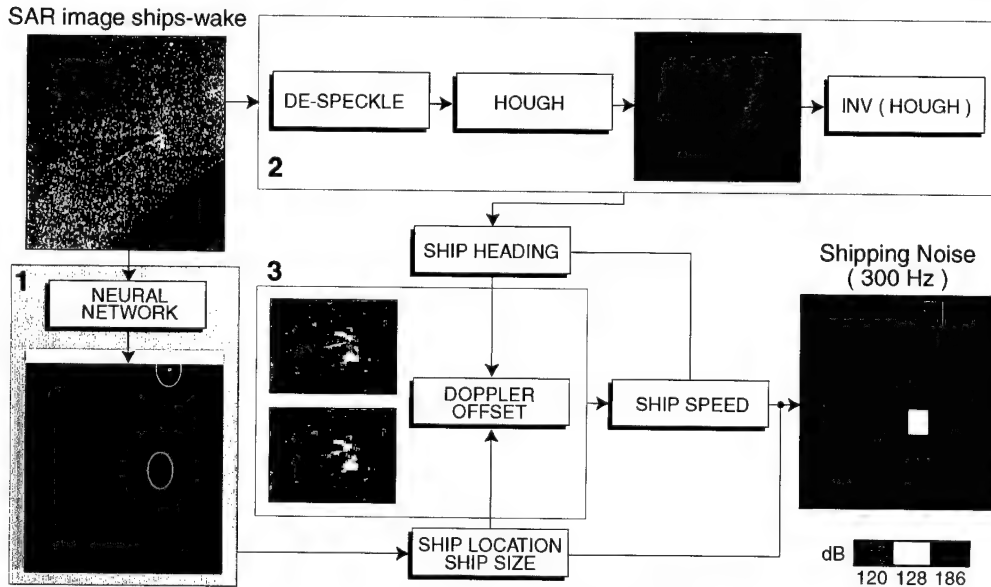 SAR image ships-wake
DE-SPECKLE
HOUGH
INV ( HOUGH )
2
SHIP HEADING
1
NEURAL
NETWORK
3
DOPPLER
OFFSET
SHIP SPEED
Shipping Noise
( 300 Hz )
SHIP LOCATION
SHIP SIZE
dB
120 128 186